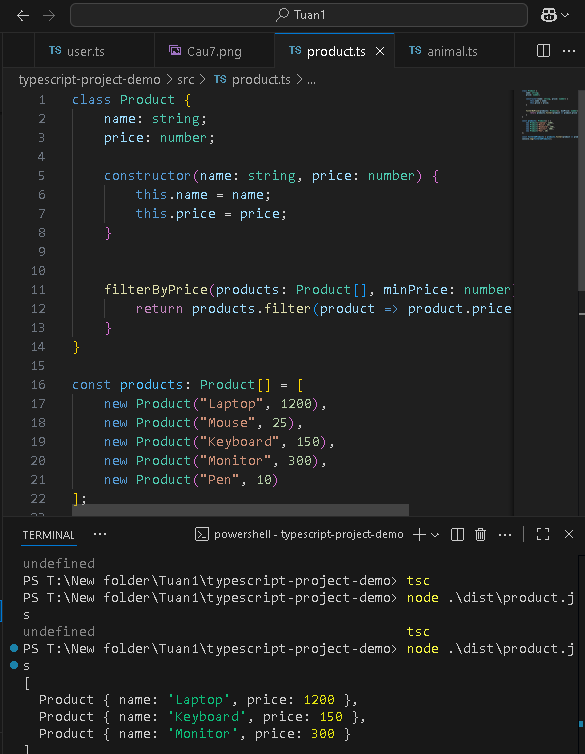 Tuan1
TS user.ts
Cau7.png
TS product.ts
TS animal.ts
typescript-project-demo > src > TS product.ts > ...
1 class Product {
2 name: string;
3 price: number;
4
5 constructor(name: string, price: number) {
6 this.name = name;
7 this.price = price;
8 }
9
10
11 filterByPrice(products: Product[], minPrice: number
12 return products.filter(product => product.price
13 }
14 }
15
16 const products: Product[] = [
17 new Product("Laptop", 1200),
18 new Product("Mouse", 25),
19 new Product("Keyboard", 150),
20 new Product("Monitor", 300),
21 new Product("Pen", 10)
22 ];
TERMINAL ... powershell - typescript-project-demo
undefined
PS T:\New folder\Tuan1\typescript-project-demo> tsc
PS T:\New folder\Tuan1\typescript-project-demo> node .\dist\product.j
s
undefined tsc
PS T:\New folder\Tuan1\typescript-project-demo> node .\dist\product.j
s
[
Product { name: 'Laptop', price: 1200 },
Product { name: 'Keyboard', price: 150 },
Product { name: 'Monitor', price: 300 }
]